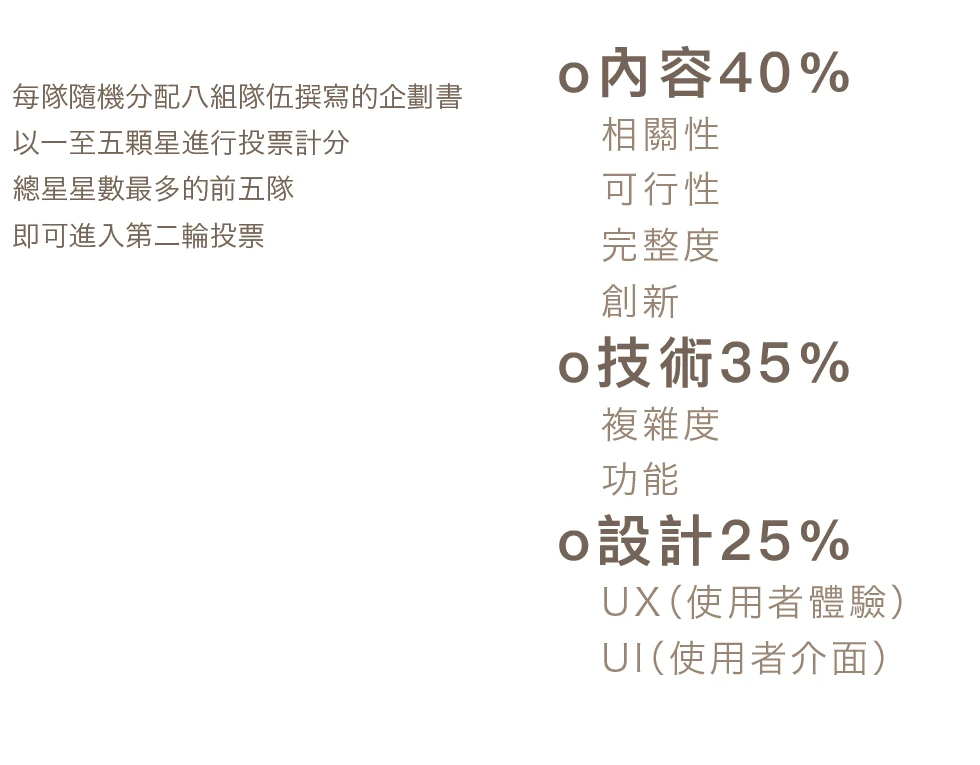 每隊隨機分配八組隊伍撰寫的企劃書
以一至五顆星進行投票計分
總星星數最多的前五隊
即可進入第二輪投票
o內容40%
相關性
可行性
完整度
創新
o技術35%
複雜度
功能
o設計25%
UX(使用者體驗)
UI(使用者介面)